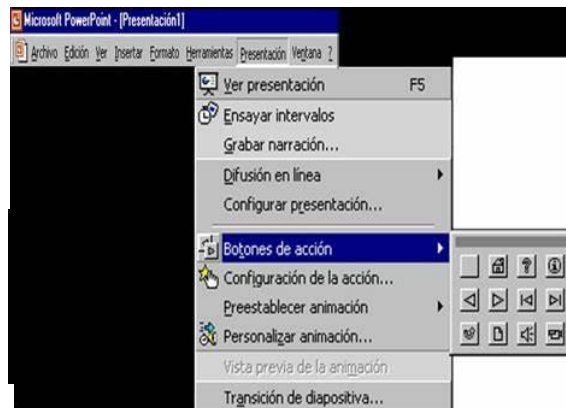 Microsoft PowerPoint - [Presentación1]
Archivo Edición Ver Insertar Formato Herramientas Presentación Ventana ?
Ver presentación F5
Ensayar intervalos
Grabar narración...
Difusión en línea
Configurar presentación...
Botones de acción
Configuración de la acción...
Preestablecer animación
Personalizar animación...
Vista previa de la animación
Transición de diapositiva...